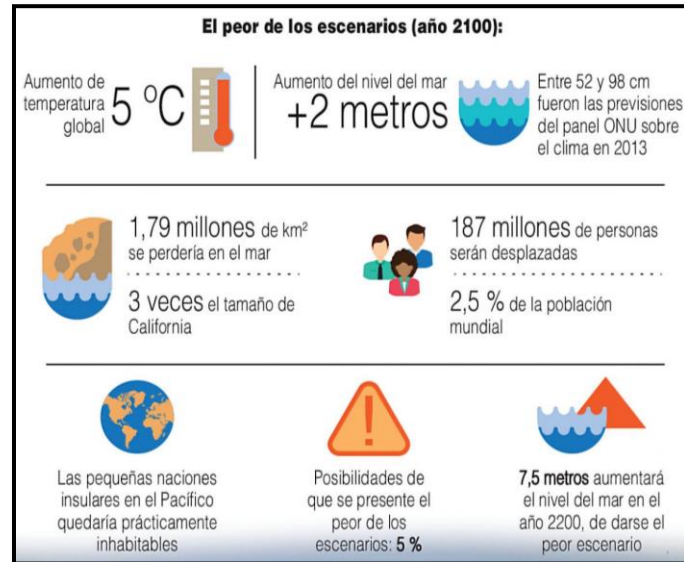 El peor de los escenarios (año 2100):
Aumento de
temperatura
global
5 °C
Aumento del nivel del mar
+2 metros
Entre 52 y 98 cm
fueron las previsiones
del panel ONU sobre
el clima en 2013
1,79 millones de km²
se perdería en el mar
3 veces el tamaño de
California
187 millones de personas
serán desplazadas
2,5 % de la población
mundial
Las pequeñas naciones
insulares en el Pacífico
quedaría prácticamente
inhabitables
Posibilidades de
que se presente el
peor de los
escenarios: 5 %
7,5 metros aumentará
el nivel del mar en el
año 2200, de darse el
peor escenario